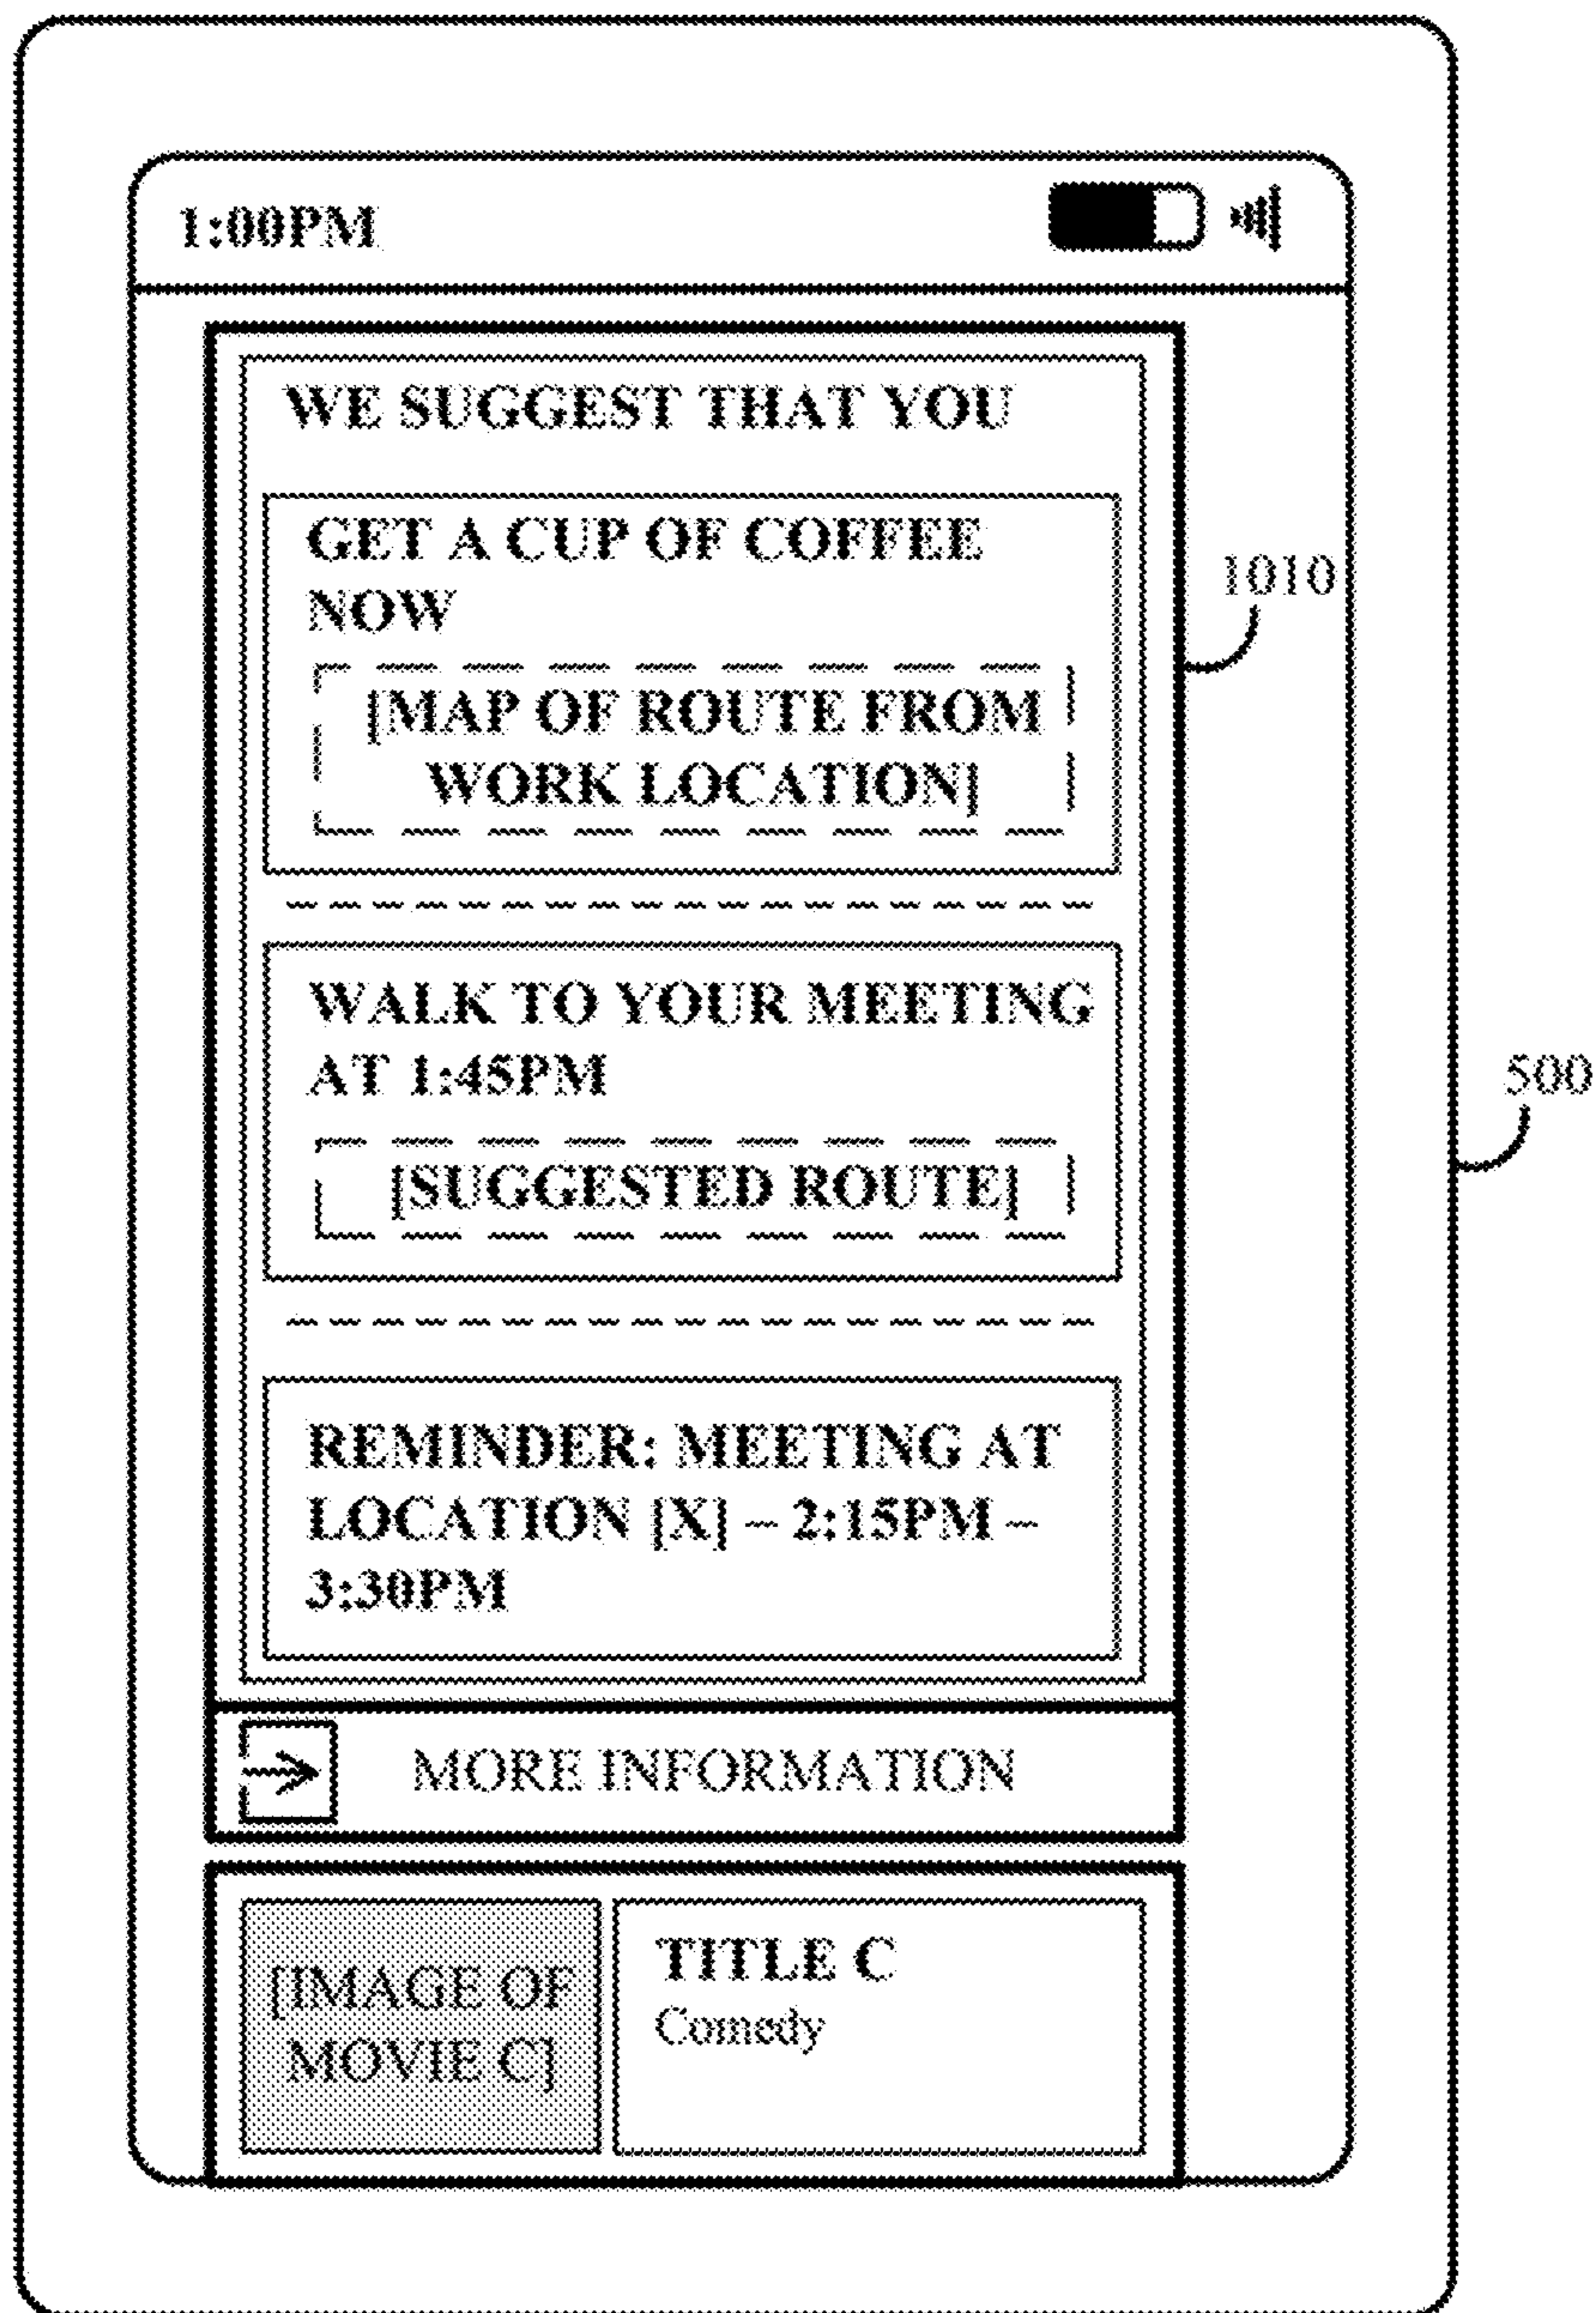 1:00PM
WE SUGGEST THAT YOU
GET A CUP OF COFFEE
NOW
1010
[MAP OF ROUTE FROM
WORK LOCATION]
WALK TO YOUR MEETING
AT 1:45PM
500
[SUGGESTED ROUTE]
REMINDER: MEETING AT
LOCATION [X] – 2:15PM –
3:30PM
MORE INFORMATION
[IMAGE OF
MOVIE C]
TITLE C
Comedy